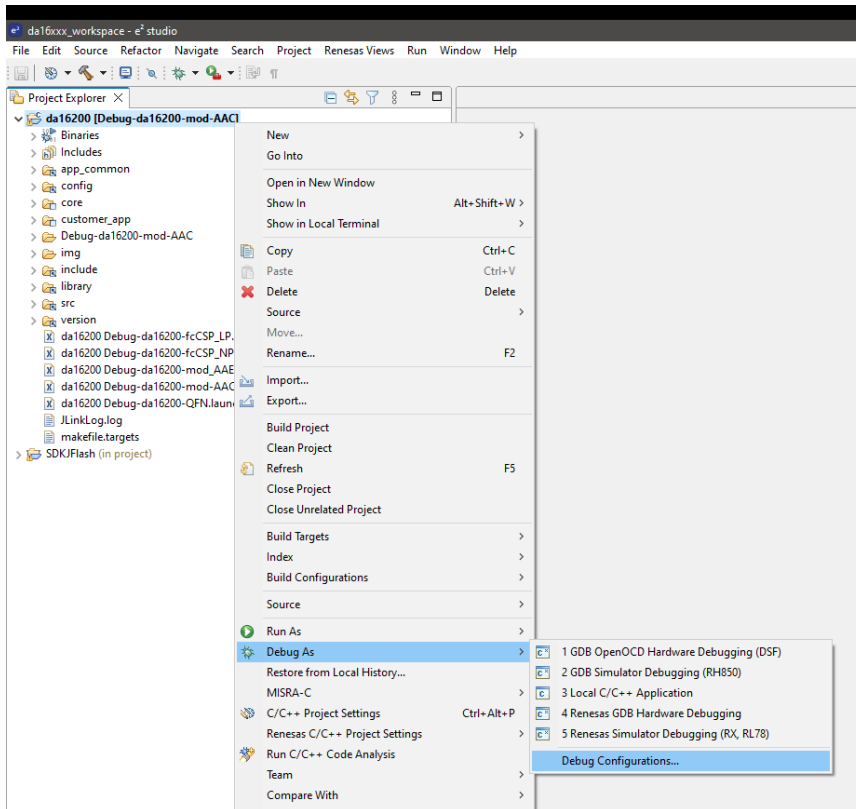 da16xxx_workspace - e² studio
File Edit Source Refactor Navigate Search Project Renesas Views Run Window Help
Project Explorer
da16200 [Debug-da16200-mod-AAC]
Binaries
Includes
app_common
config
core
customer_app
Debug-da16200-mod-AAC
img
include
library
src
version
da16200 Debug-da16200-fcCSP_LP.
da16200 Debug-da16200-fcCSP_NP
da16200 Debug-da16200-mod_AAE
da16200 Debug-da16200-mod-AAC
da16200 Debug-da16200-QFN.laun
JLinkLog.log
makefile.targets
SDKJFlash (in project)
New
Go Into
Open in New Window
Show In Alt+Shift+W >
Show in Local Terminal
Copy Ctrl+C
Paste Ctrl+V
Delete Delete
Source
Move...
Rename... F2
Import...
Export...
Build Project
Clean Project
Refresh F5
Close Project
Close Unrelated Project
Build Targets
Index
Build Configurations
Source
Run As
Debug As
Restore from Local History...
MISRA-C
C/C++ Project Settings Ctrl+Alt+P
Renesas C/C++ Project Settings
Run C/C++ Code Analysis
Team
Compare With
1 GDB OpenOCD Hardware Debugging (DSF)
2 GDB Simulator Debugging (RH850)
3 Local C/C++ Application
4 Renesas GDB Hardware Debugging
5 Renesas Simulator Debugging (RX, RL78)
Debug Configurations...